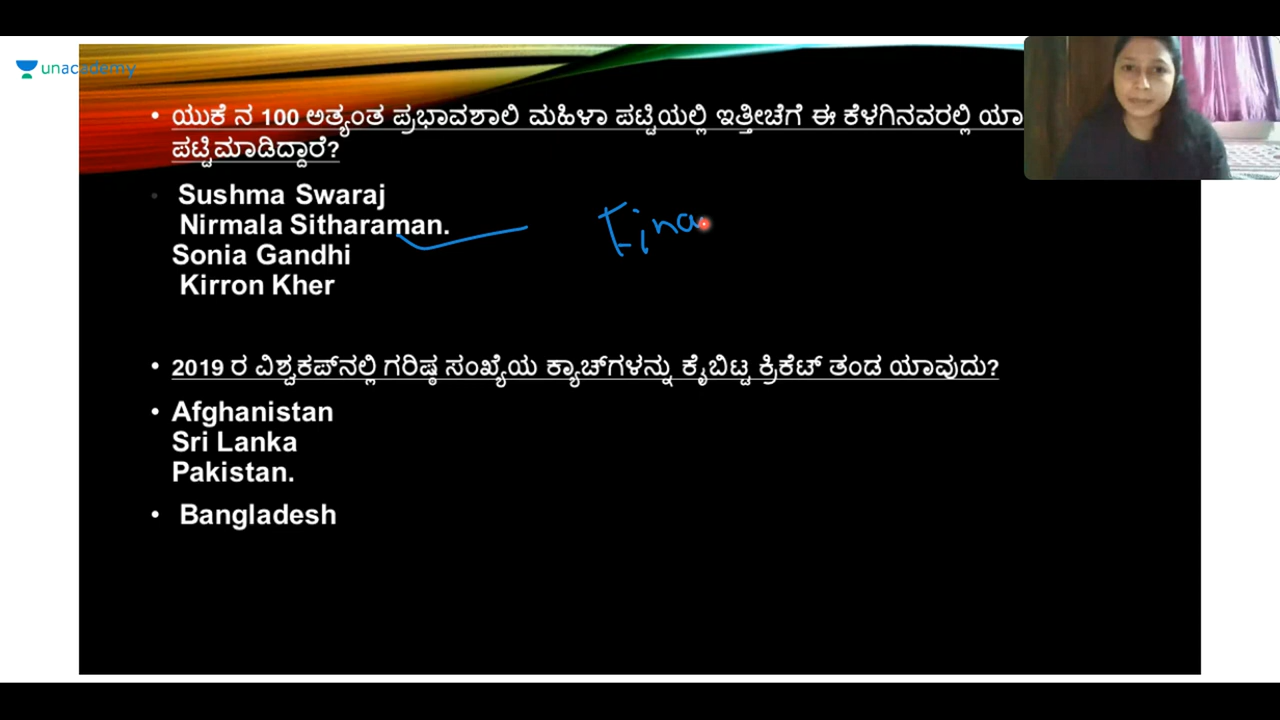 unacademy
• ಯುಕೆ ನ 100 ಅತ್ಯಂತ ಪ್ರಭಾವಶಾಲಿ ಮಹಿಳಾ ಪಟ್ಟಿಯಲ್ಲಿ ಇತ್ತೀಚೆಗೆ ಈ ಕೆಳಗಿನವರಲ್ಲಿ ಯಾ
ಪಟ್ಟಿಮಾಡಿದ್ದಾರೆ?
• Sushma Swaraj
Nirmala Sitharaman.
Fina
Sonia Gandhi
Kirron Kher
• 2019 ರ ವಿಶ್ವಕಪ್‌ನಲ್ಲಿ ಗರಿಷ್ಠ ಸಂಖ್ಯೆಯ ಕ್ಯಾಚ್‌ಗಳನ್ನು ಕೈಬಿಟ್ಟ ಕ್ರಿಕೆಟ್ ತಂಡ ಯಾವುದು?
• Afghanistan
Sri Lanka
Pakistan.
• Bangladesh